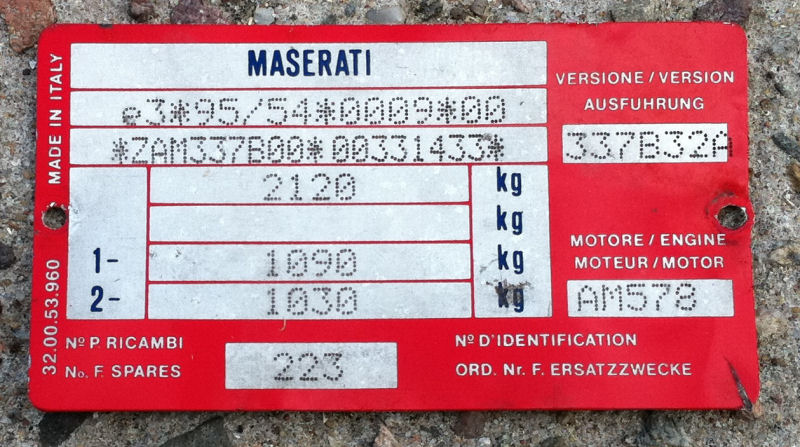 MASERATI
e3*95/54*0009*00
*ZAM337B00*00331433*
2120 kg
kg
1- 1090 kg
2- 1030 kg
Nº P. RICAMBI
No. F. SPARES
223
Nº D'IDENTIFICATION
ORD. Nr. F. ERSATZZWECKE
VERSIONE / VERSION
AUSFUHRUNG
337B32A
MOTORE / ENGINE
MOTEUR / MOTOR
AM578
MADE IN ITALY
32.00.53.960